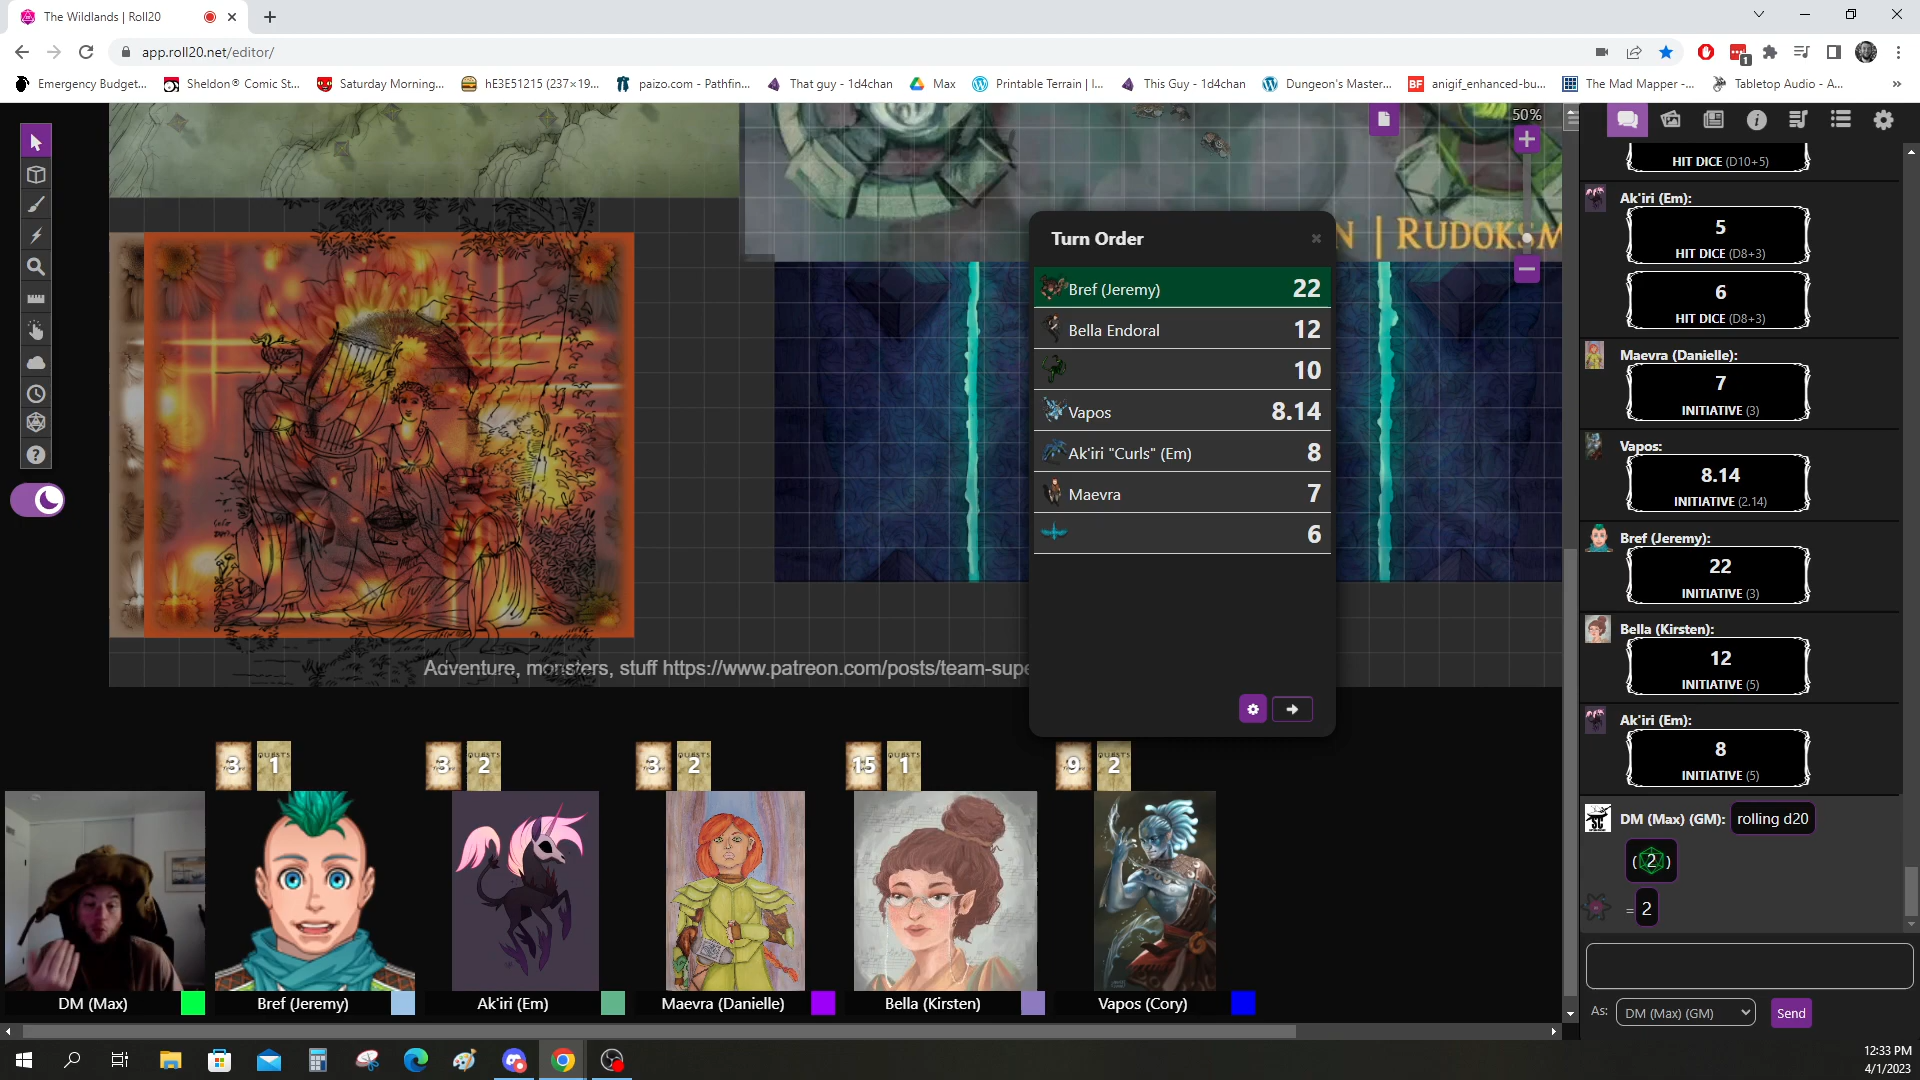 The Wildlands | Roll20
app.roll20.net/editor/
1
Emergency Budget...
Sheldon® Comic St...
Saturday Morning...
hE3E51215 (237×19...
paizo.com - Pathfin...
That guy - 1d4chan
Max
Printable Terrain | I...
This Guy - 1d4chan
Dungeon's Master...
BF
anigif_enhanced-bu...
The Mad Mapper -...
Tabletop Audio - A...
»
50%
N | RUDOKSM
Turn Order
Bref (Jeremy) 22
Bella Endoral 12
10
Vapos 8.14
Ak'iri "Curls" (Em) 8
Maevra 7
6
Adventure, monsters, stuff https://www.patreon.com/posts/team-supe
HIT DICE (D10+5)
Ak'iri (Em):
5
HIT DICE (D8+3)
6
HIT DICE (D8+3)
Maevra (Danielle):
7
INITIATIVE (3)
Vapos:
8.14
INITIATIVE (2.14)
Bref (Jeremy):
22
INITIATIVE (3)
Bella (Kirsten):
12
INITIATIVE (5)
Ak'iri (Em):
8
INITIATIVE (5)
DM (Max) (GM): rolling d20
(2)
=2
As: DM (Max) (GM) Send
3 QUESTS 1
3 QUESTS 2
3 QUESTS 2
15 QUESTS 1
9 QUESTS 2
DM (Max)
Bref (Jeremy)
Ak'iri (Em)
Maevra (Danielle)
Bella (Kirsten)
Vapos (Cory)
12:33 PM
4/1/2023